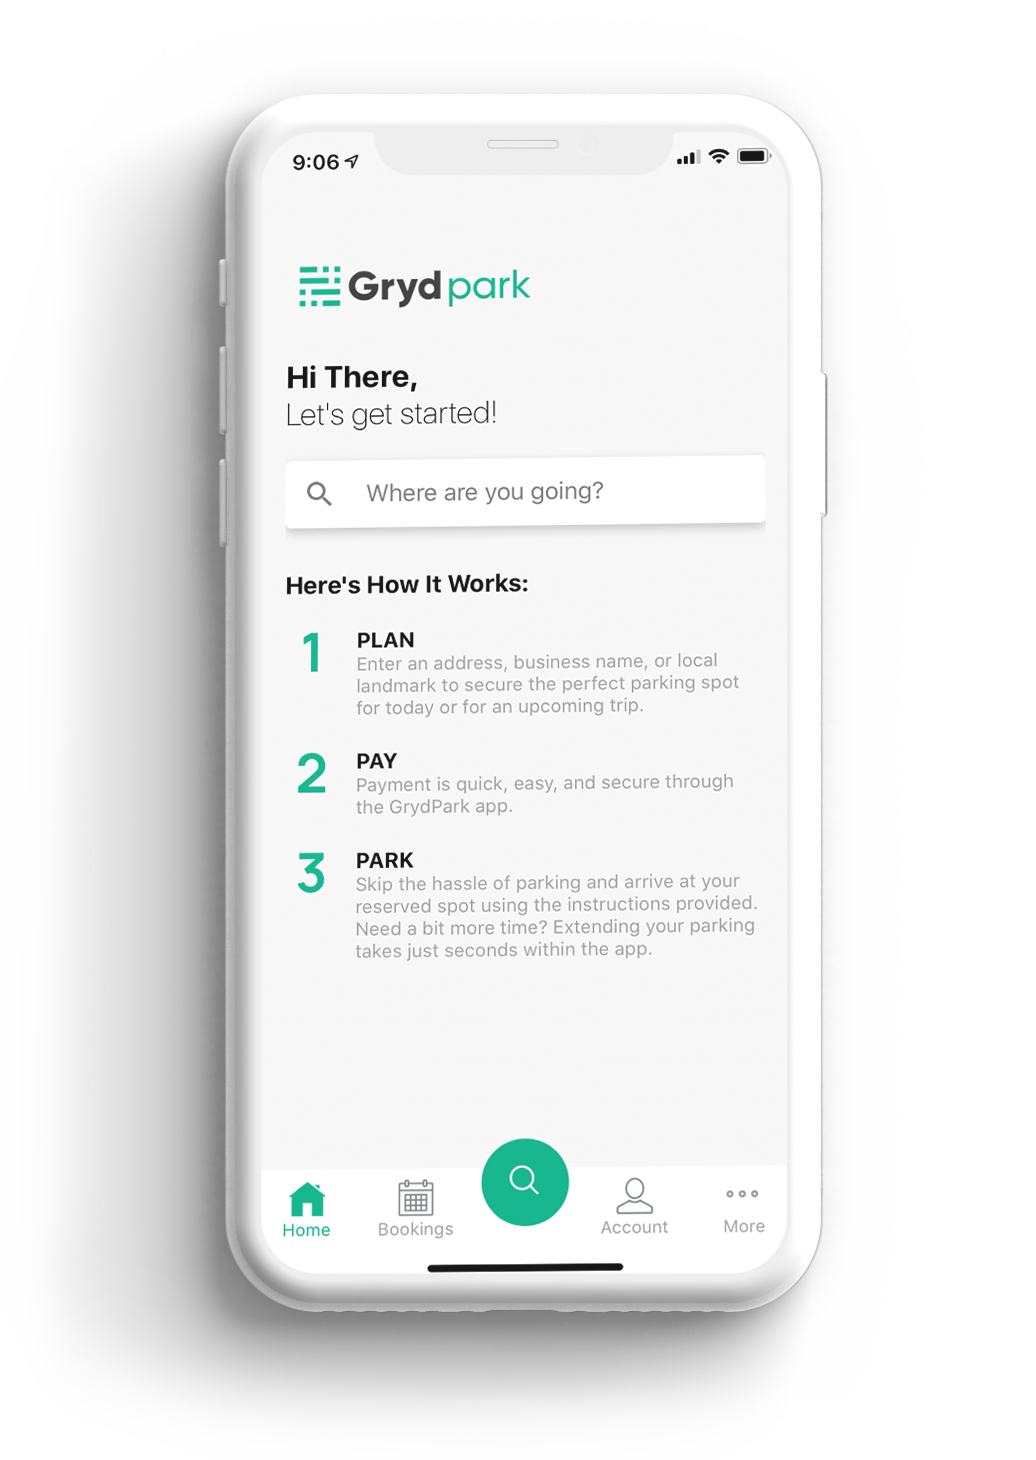 9:06
Gryd park
Hi There,
Let's get started!
Where are you going?
Here's How It Works:
1
PLAN
Enter an address, business name, or local
landmark to secure the perfect parking spot
for today or for an upcoming trip.
2
PAY
Payment is quick, easy, and secure through
the GrydPark app.
3
PARK
Skip the hassle of parking and arrive at your
reserved spot using the instructions provided.
Need a bit more time? Extending your parking
takes just seconds within the app.
Home
Bookings
Account
More